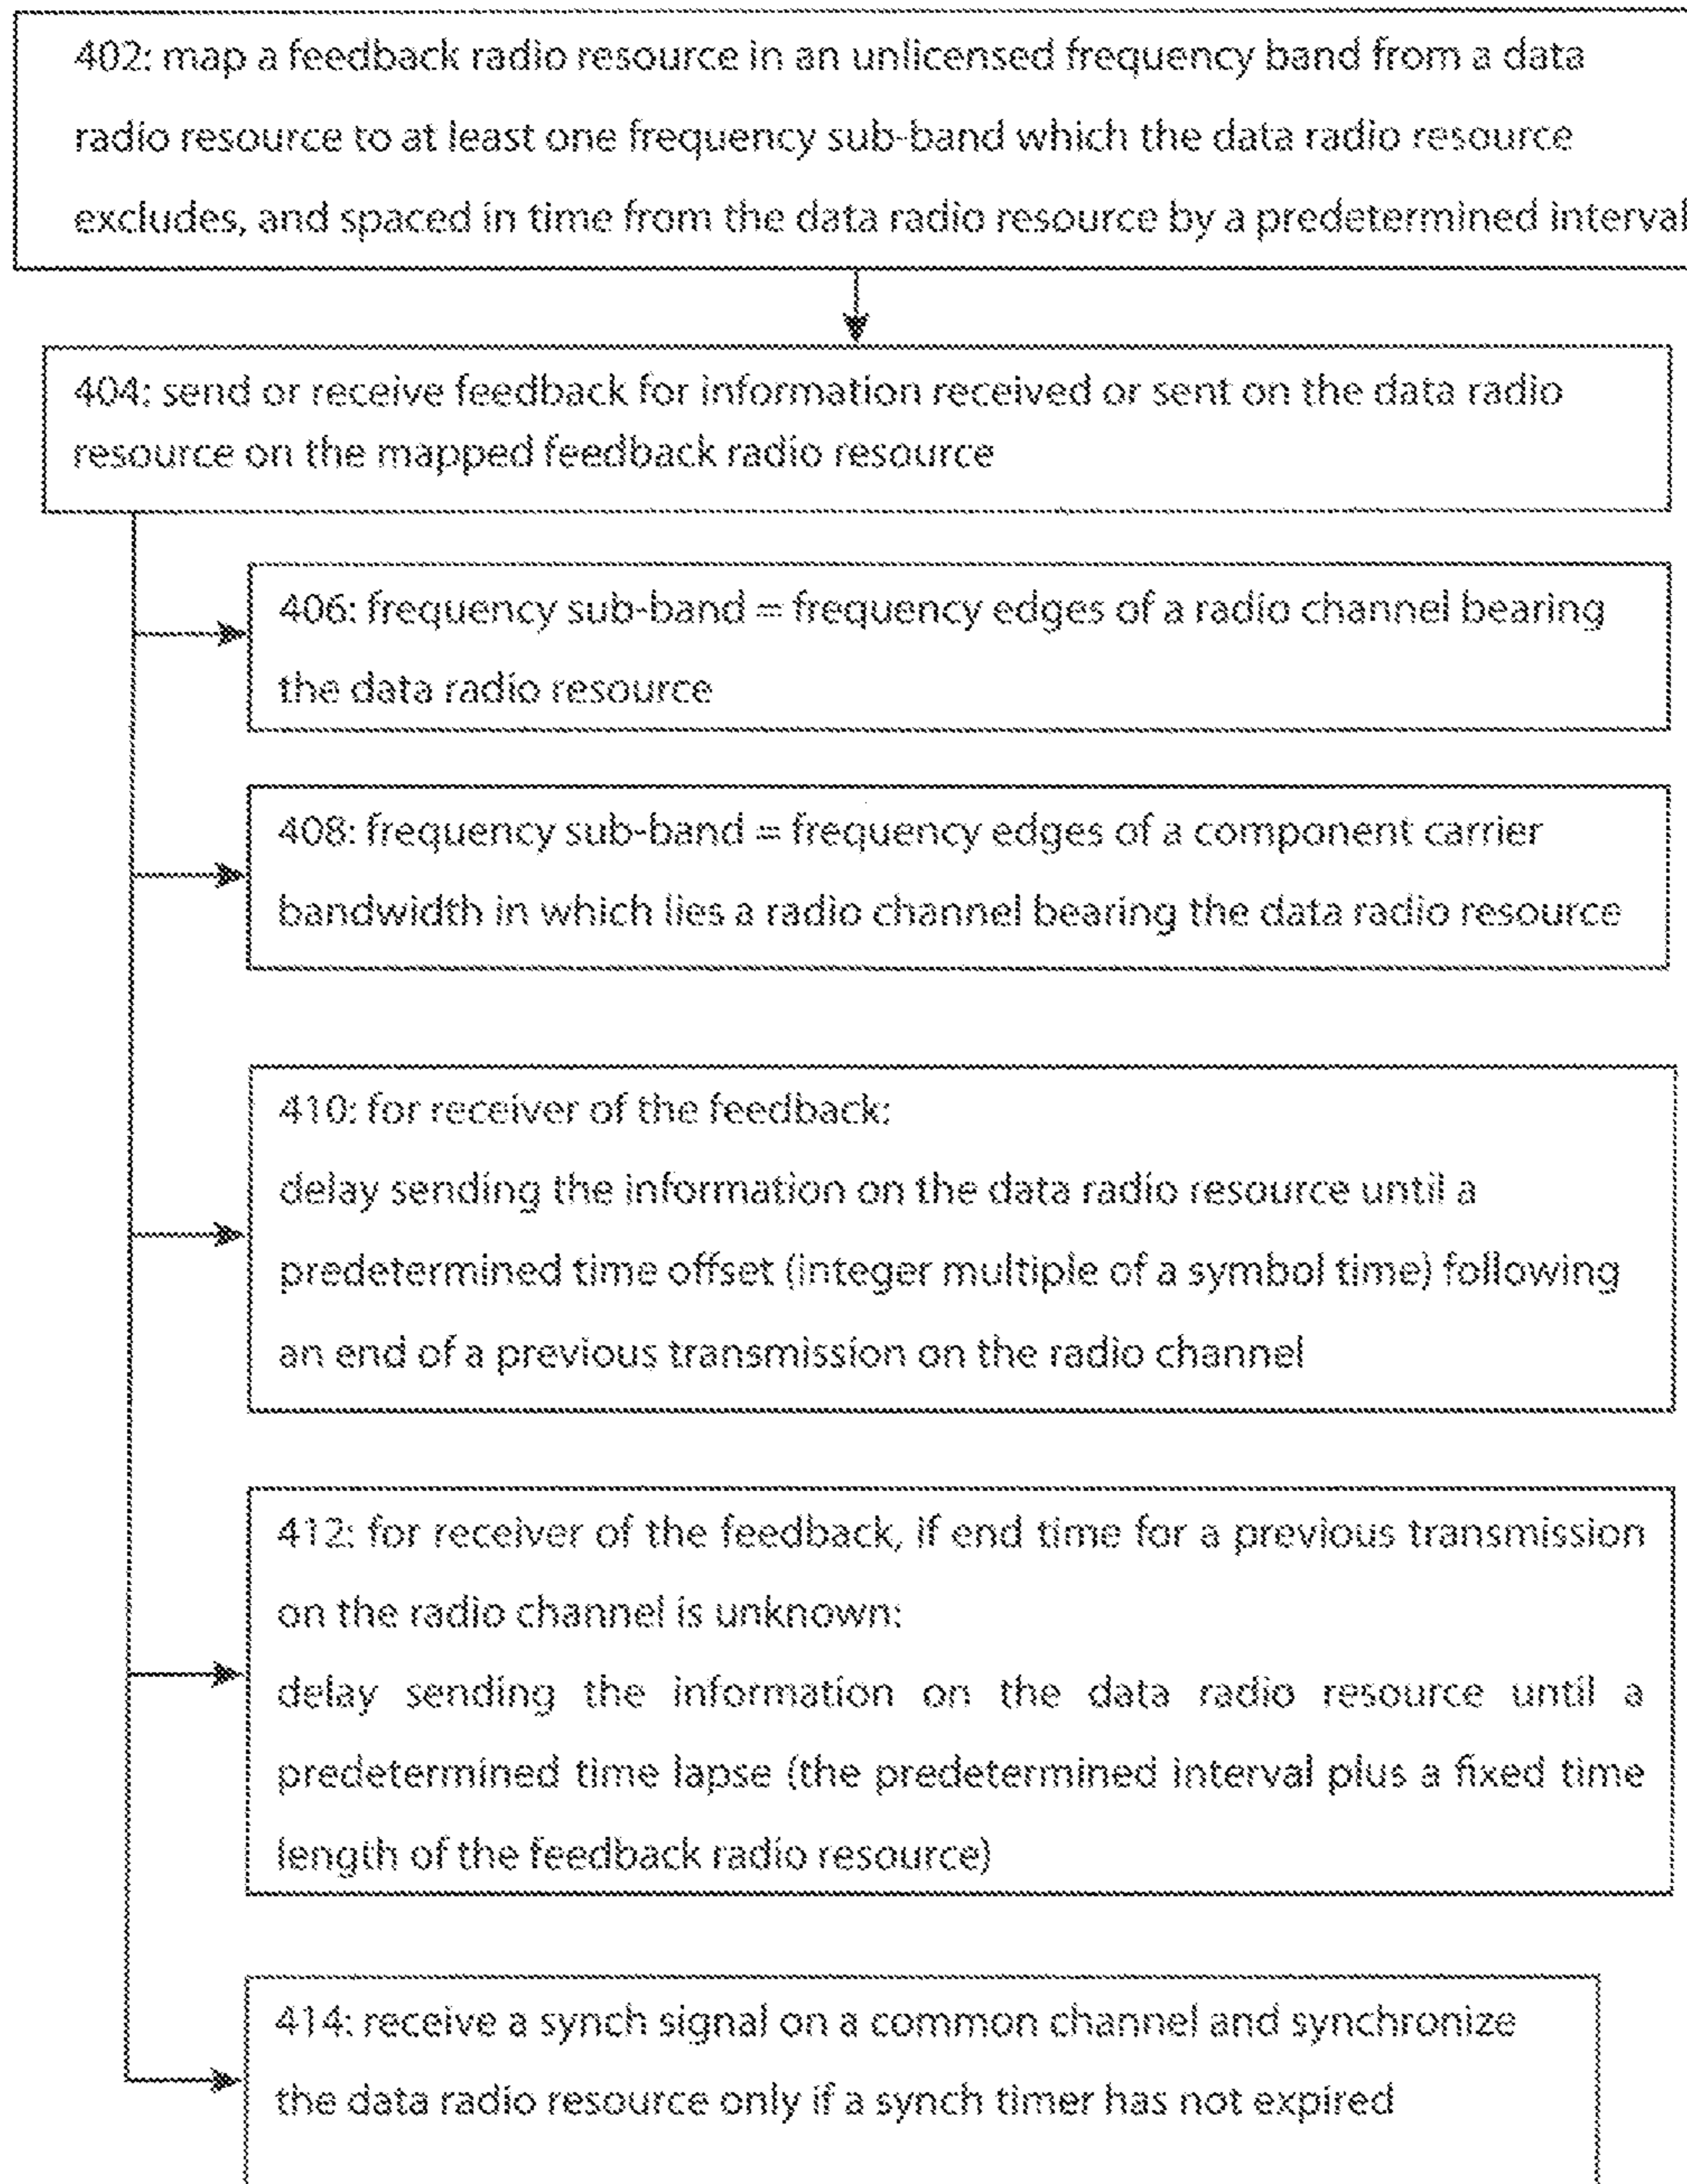 402: map a feedback radio resource in an unlicensed frequency band from a data
radio resource to at least one frequency sub-band which the data radio resource
excludes, and spaced in time from the data radio resource by a predetermined interval
404: send or receive feedback for information received or sent on the data radio
resource on the mapped feedback radio resource
406: frequency sub-band = frequency edges of a radio channel bearing
the data radio resource
408: frequency sub-band = frequency edges of a component carrier
bandwidth in which lies a radio channel bearing the data radio resource
410: for receiver of the feedback:
delay sending the information on the data radio resource until a
predetermined time offset (integer multiple of a symbol time) following
an end of a previous transmission on the radio channel
412: for receiver of the feedback, if end time for a previous transmission
on the radio channel is unknown:
delay sending the information on the data radio resource until a
predetermined time lapse (the predetermined interval plus a fixed time
length of the feedback radio resource)
414: receive a synch signal on a common channel and synchronize
the data radio resource only if a synch timer has not expired